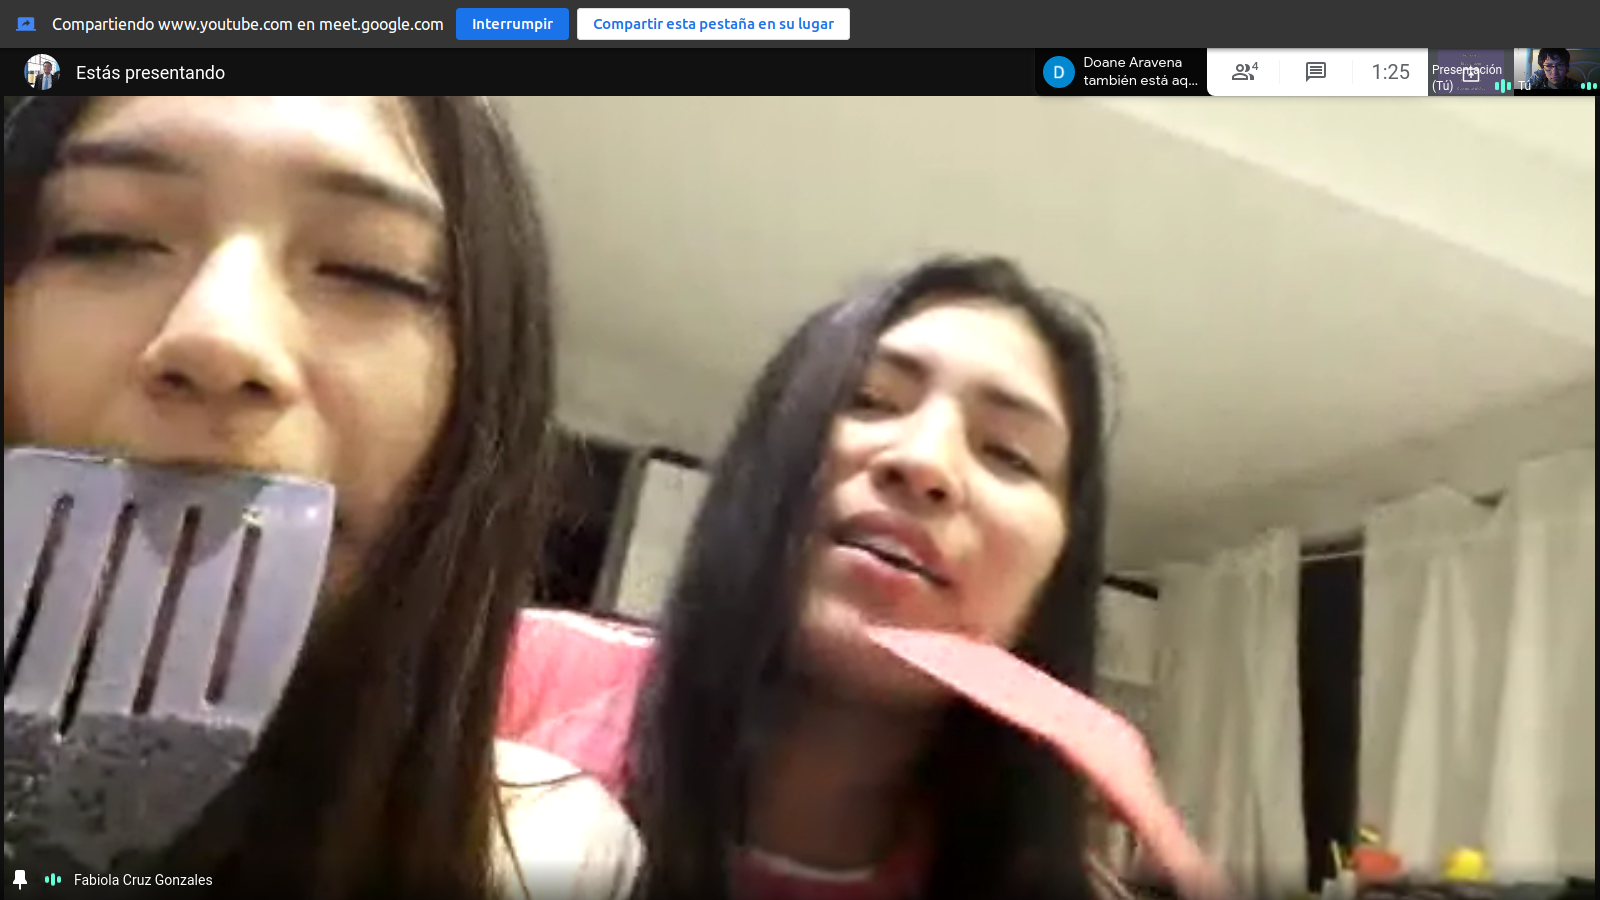 Compartiendo www.youtube.com en meet.google.com
Interrumpir
Compartir esta pestaña en su lugar
Estás presentando
D
Doane Aravena
también está aq...
4
1:25
Presentación
(Tú)
Tú
Fabiola Cruz Gonzales